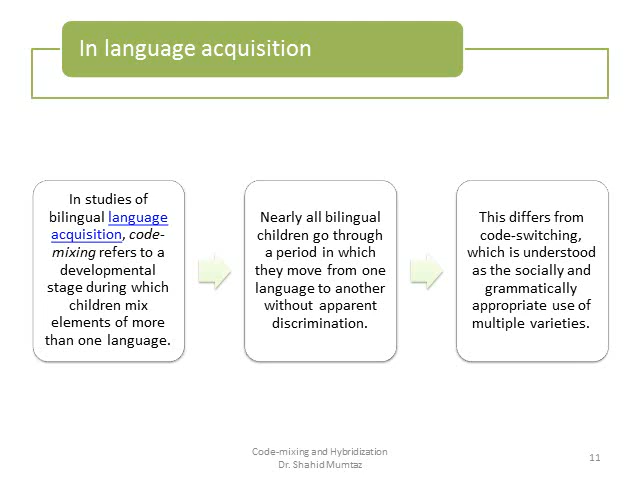 In language acquisition
In studies of
bilingual language
acquisition, code-
mixing refers to a
developmental
stage during which
children mix
elements of more
than one language.
Nearly all bilingual
children go through
a period in which
they move from one
language to another
without apparent
discrimination.
This differs from
code-switching,
which is understood
as the socially and
grammatically
appropriate use of
multiple varieties.
Code-mixing and Hybridization
Dr. Shahid Mumtaz
11